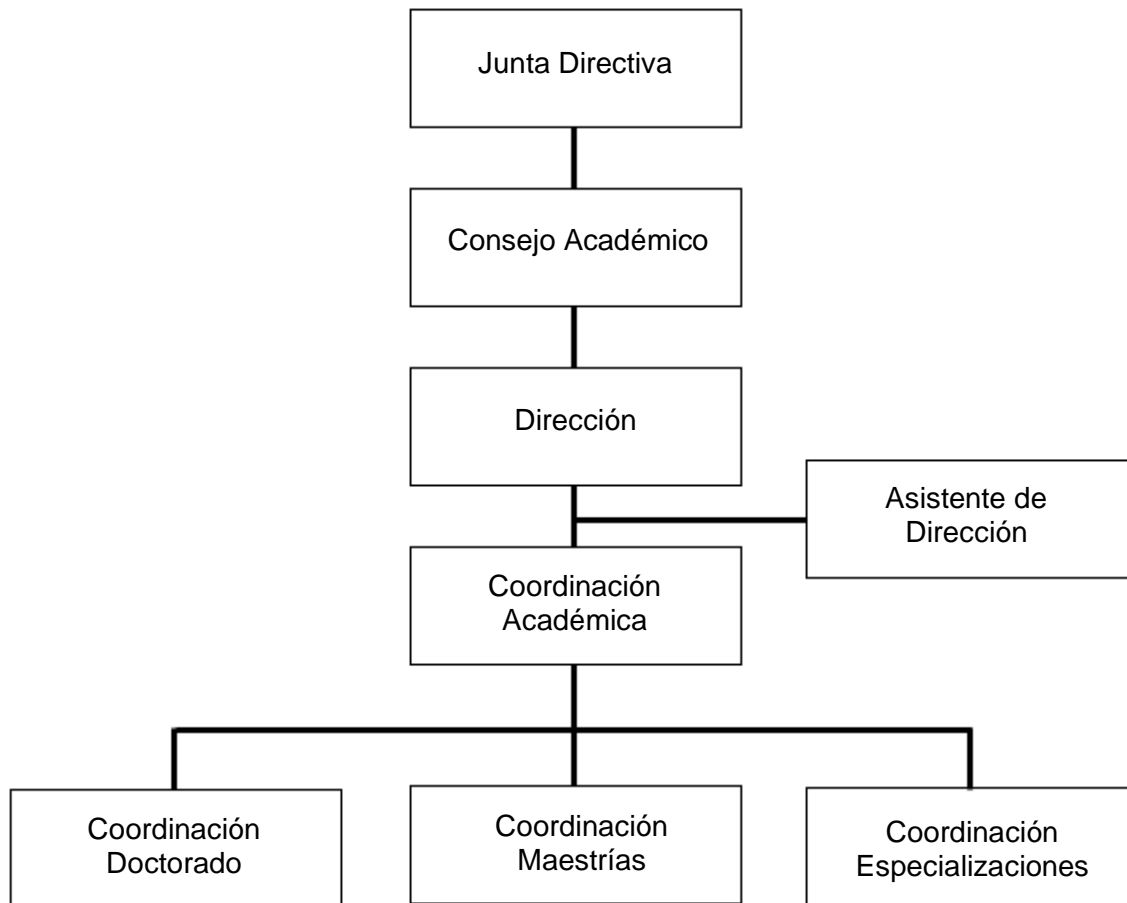 Junta Directiva
Consejo Académico
Dirección
Asistente de
Dirección
Coordinación
Académica
Coordinación
Doctorado
Coordinación
Maestrías
Coordinación
Especializaciones